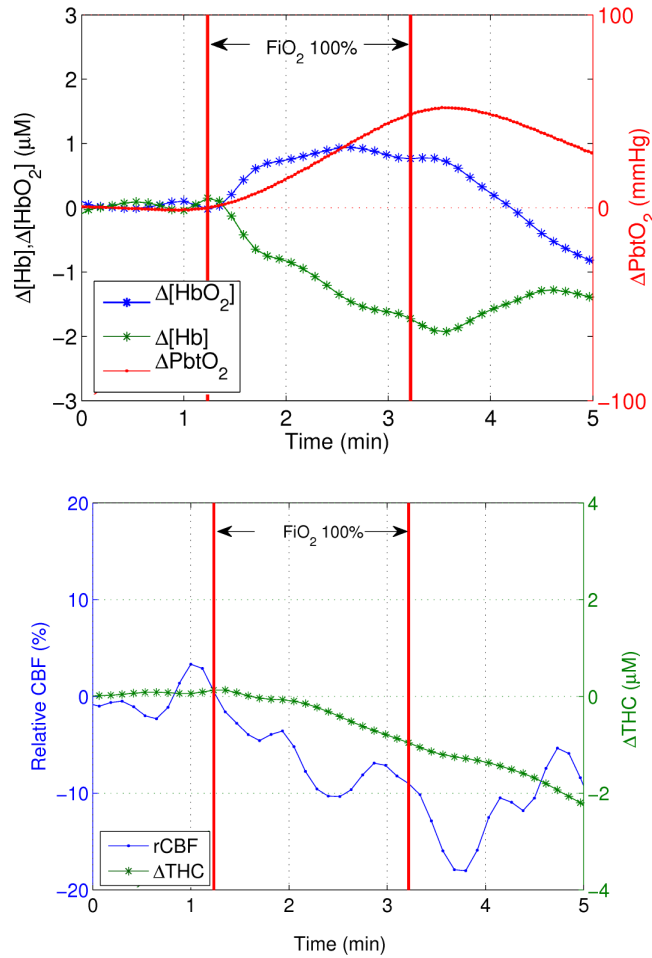 3
2
1
0
−1
−2
−3
Δ[Hb],Δ[HbO2] (μM)
FiO2 100%
100
0
−100
ΔPbtO2 (mmHg)
Δ[HbO2]
Δ[Hb]
ΔPbtO2
0 1 2 3 4 5
Time (min)
20
10
0
−10
−20
Relative CBF (%)
FiO2 100%
4
2
0
−2
−4
ΔTHC (μM)
rCBF
ΔTHC
0 1 2 3 4 5
Time (min)